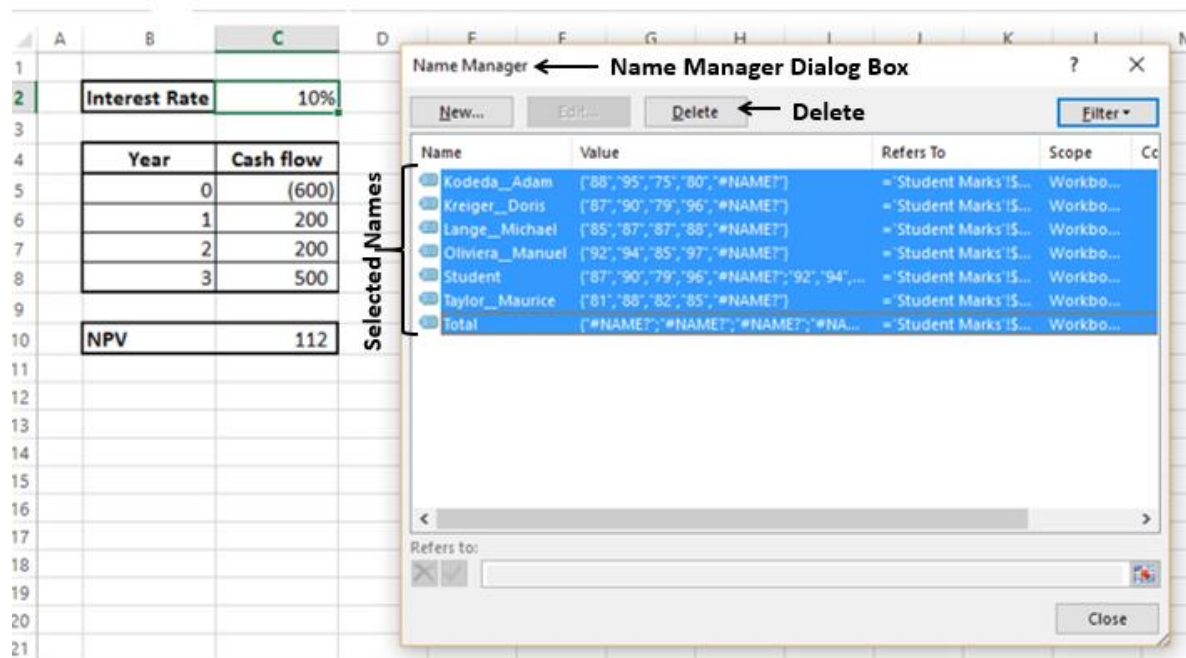 A B C D E F G H I J K L
1
2 Interest Rate 10%
3
4 Year Cash flow
5 0 (600)
6 1 200
7 2 200
8 3 500
9
10 NPV 112
11
12
13
14
15
16
17
18
19
20
21
Selected Names
Name Manager Name Manager Dialog Box ? ×
New... Edit... Delete Delete Filter
Name Value Refers To Scope Cc
Kodeda__Adam {"88","95","75","80","#NAME?"} ='Student Marks'!$... Workbo...
Kreiger__Doris {"87","90","79","96","#NAME?"} ='Student Marks'!$... Workbo...
Lange__Michael {"85","87","87","88","#NAME?"} ='Student Marks'!$... Workbo...
Oliviera__Manuel {"92","94","85","97","#NAME?"} ='Student Marks'!$... Workbo...
Student {"87","90","79","96","#NAME?";"92","94",... ='Student Marks'!$... Workbo...
Taylor__Maurice {"81","88","82","85","#NAME?"} ='Student Marks'!$... Workbo...
Total {"#NAME?";"#NAME?";"#NAME?";"#NA... ='Student Marks'!$... Workbo...
Refers to:
Close